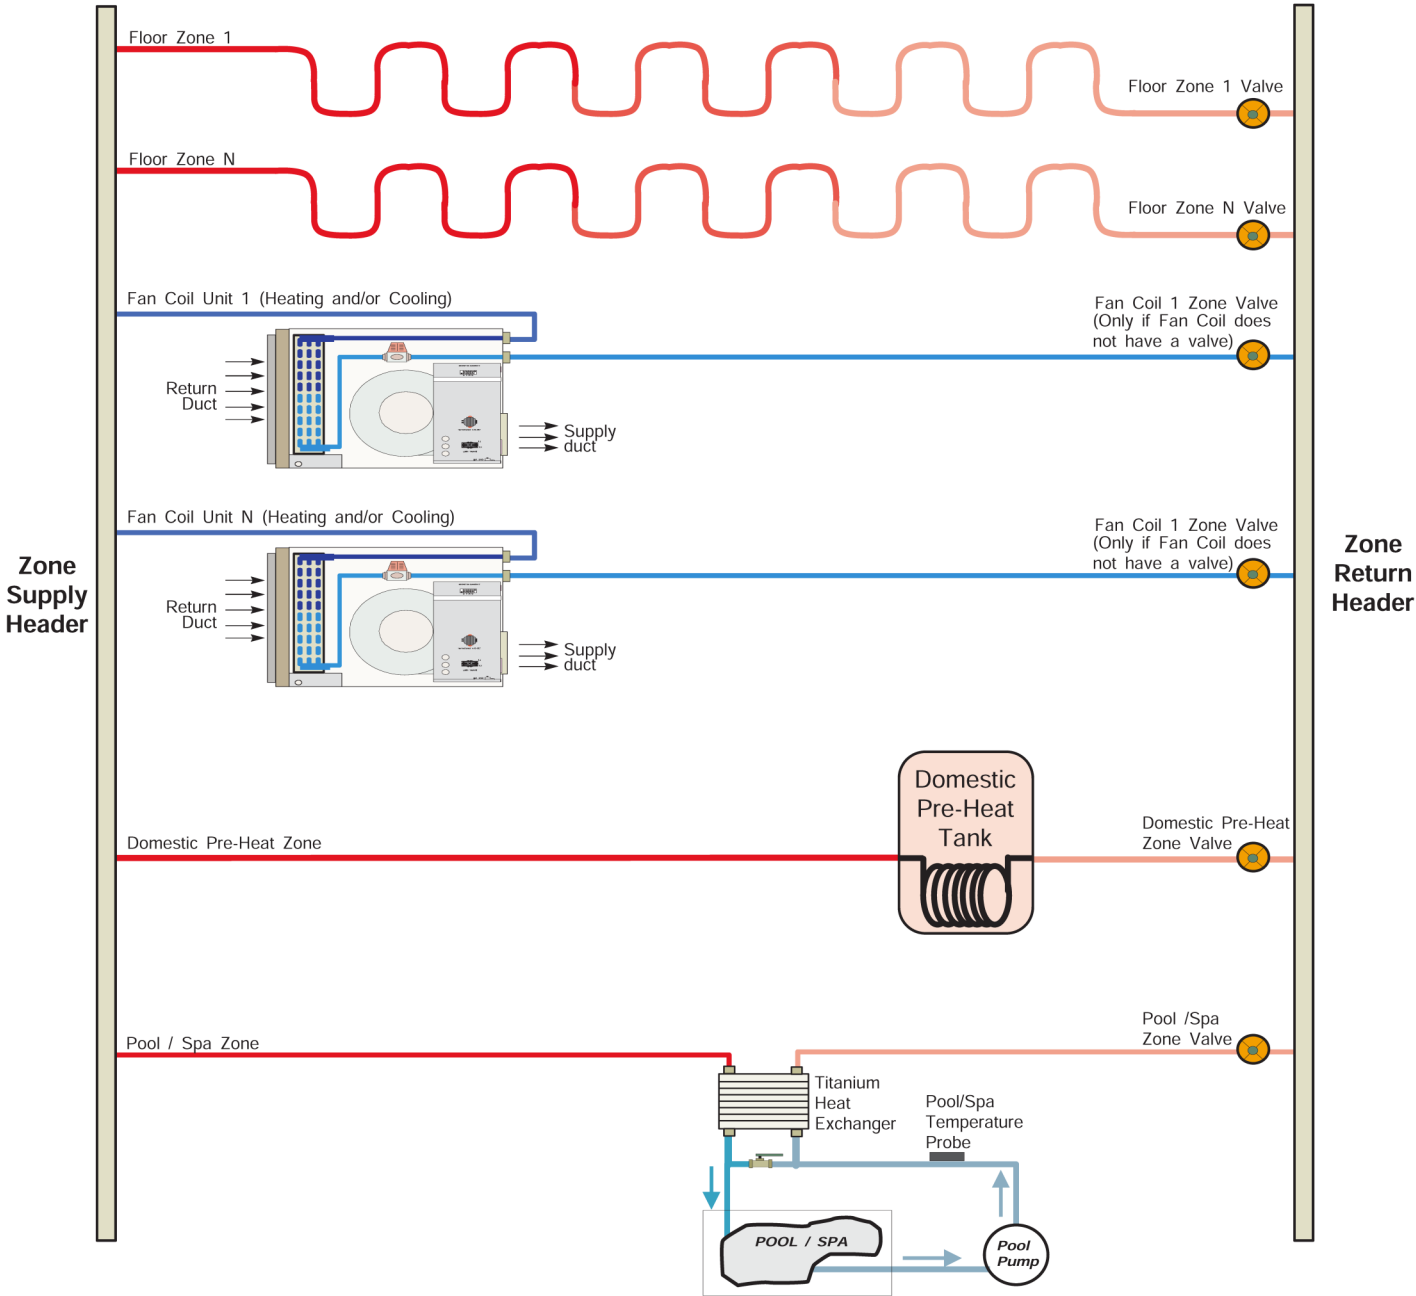 Floor Zone 1
Floor Zone 1 Valve
Floor Zone N
Floor Zone N Valve
Fan Coil Unit 1 (Heating and/or Cooling)
Fan Coil 1 Zone Valve
(Only if Fan Coil does
not have a valve)
Return
Duct
Supply
duct
Fan Coil Unit N (Heating and/or Cooling)
Fan Coil 1 Zone Valve
(Only if Fan Coil does
not have a valve)
Return
Duct
Supply
duct
Zone
Supply
Header
Zone
Return
Header
Domestic
Pre-Heat
Tank
Domestic Pre-Heat Zone
Domestic Pre-Heat
Zone Valve
Pool / Spa Zone
Pool /Spa
Zone Valve
Titanium
Heat
Exchanger
Pool/Spa
Temperature
Probe
POOL / SPA
Pool
Pump